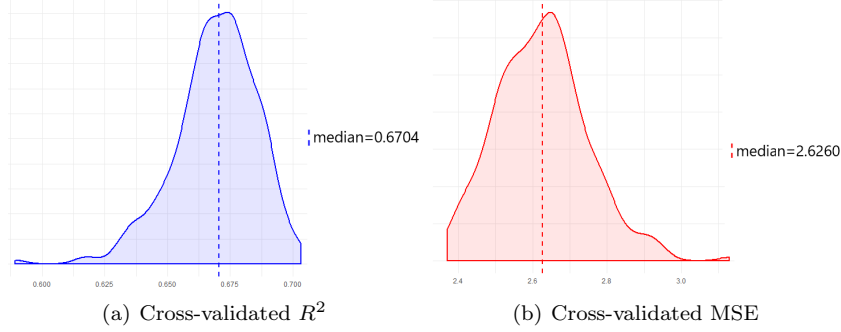 median=0.6704
0.600 0.625 0.650 0.675 0.700
(a) Cross-validated R²
median=2.6260
2.4 2.6 2.8 3.0
(b) Cross-validated MSE